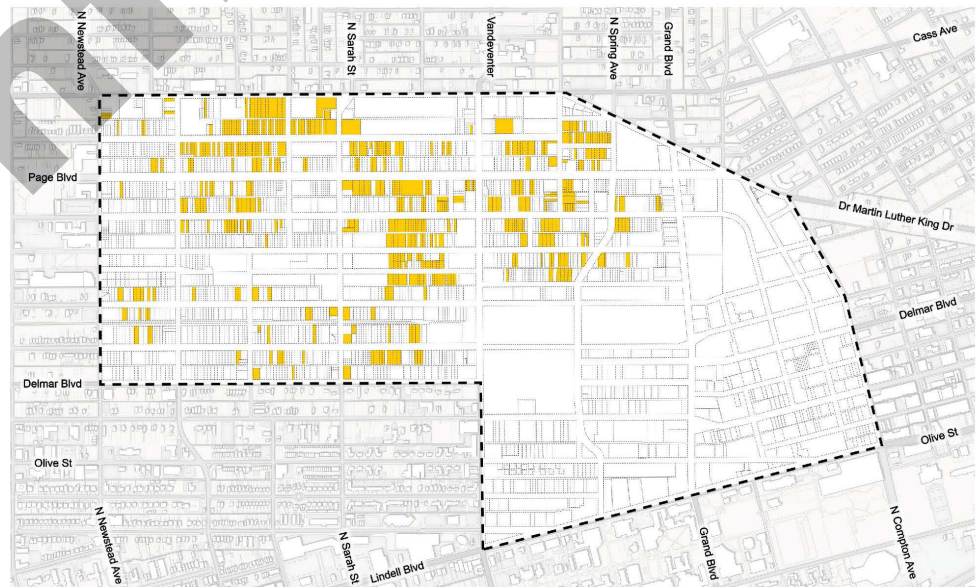 N Newstead Ave
N Sarah St
Vandeventer
N Spring Ave
Grand Blvd
Cass Ave
Page Blvd
Dr Martin Luther King Dr
Delmar Blvd
Delmar Blvd
Olive St
Olive St
N Newstead Ave
N Sarah St
Lindell Blvd
Grand Blvd
N Compton Ave